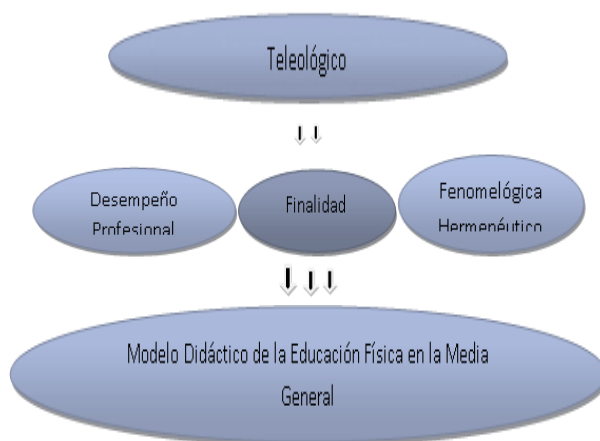 Teleológico
Desempeño
Profesional
Finalidad
Fenomelógica
Hermenéutico
Modelo Didáctico de la Educación Física en la Media
General